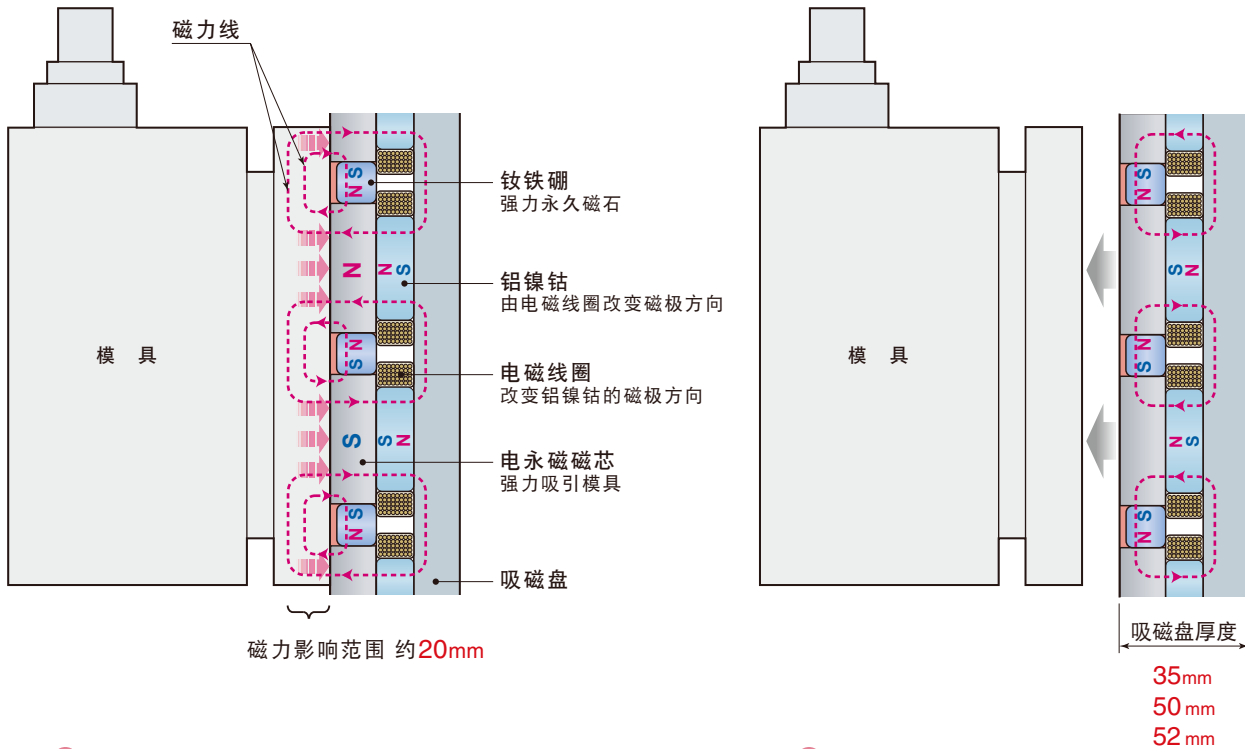 磁力线
S
N
钕铁硼
强力永久磁石
N
N
S
铝镍钴
由电磁线圈改变磁极方向
模 具
N
S
电磁线圈
改变铝镍钴的磁极方向
S
S
N
电永磁磁芯
强力吸引模具
S
N
吸磁盘
磁力影响范围 约20mm
S
N
S
N
模 具
N
S
N
S
S
N
吸磁盘厚度
35mm
50mm
52mm